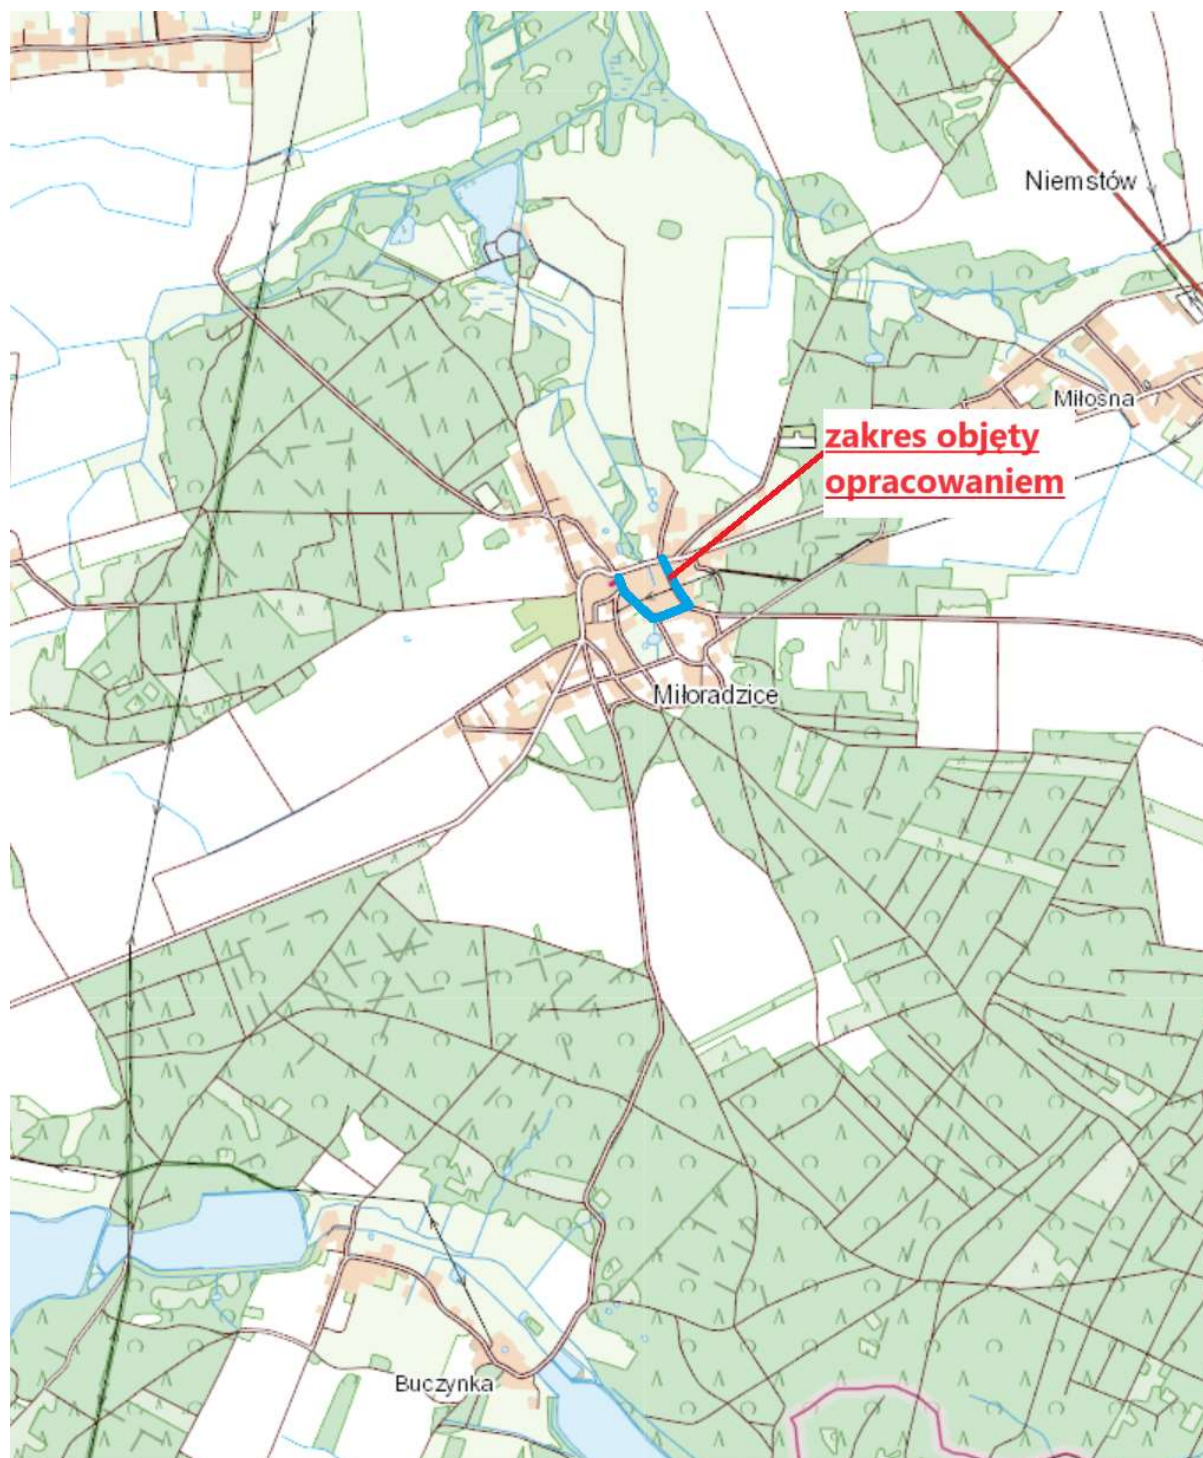 Niemstów
Miłosna
zakres objęty
opracowaniem
Miłoradzice
Buczynka